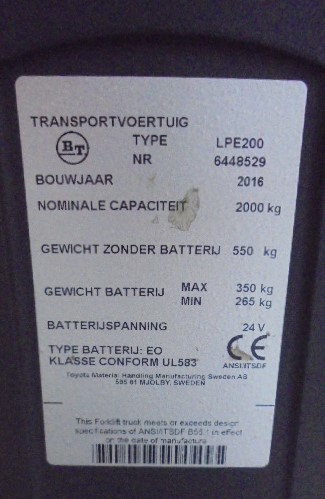 TRANSPORTVOERTUIG
BT TYPE LPE200
NR 6448529
BOUWJAAR 2016
NOMINALE CAPACITEIT 2000 kg
GEWICHT ZONDER BATTERIJ 550 kg
GEWICHT BATTERIJ MAX 350 kg
MIN 265 kg
BATTERIJSPANNING 24 V
TYPE BATTERIJ: EO
KLASSE CONFORM UL583
CE
ANSI/ITSDF
Toyota Material Handling Manufacturing Sweden AB
595 81 MJÖLBY, SWEDEN
This Forklift truck meets or exceeds design
specifications of ANSI/ITSDF B56.1 in effect
on the date of manufacture